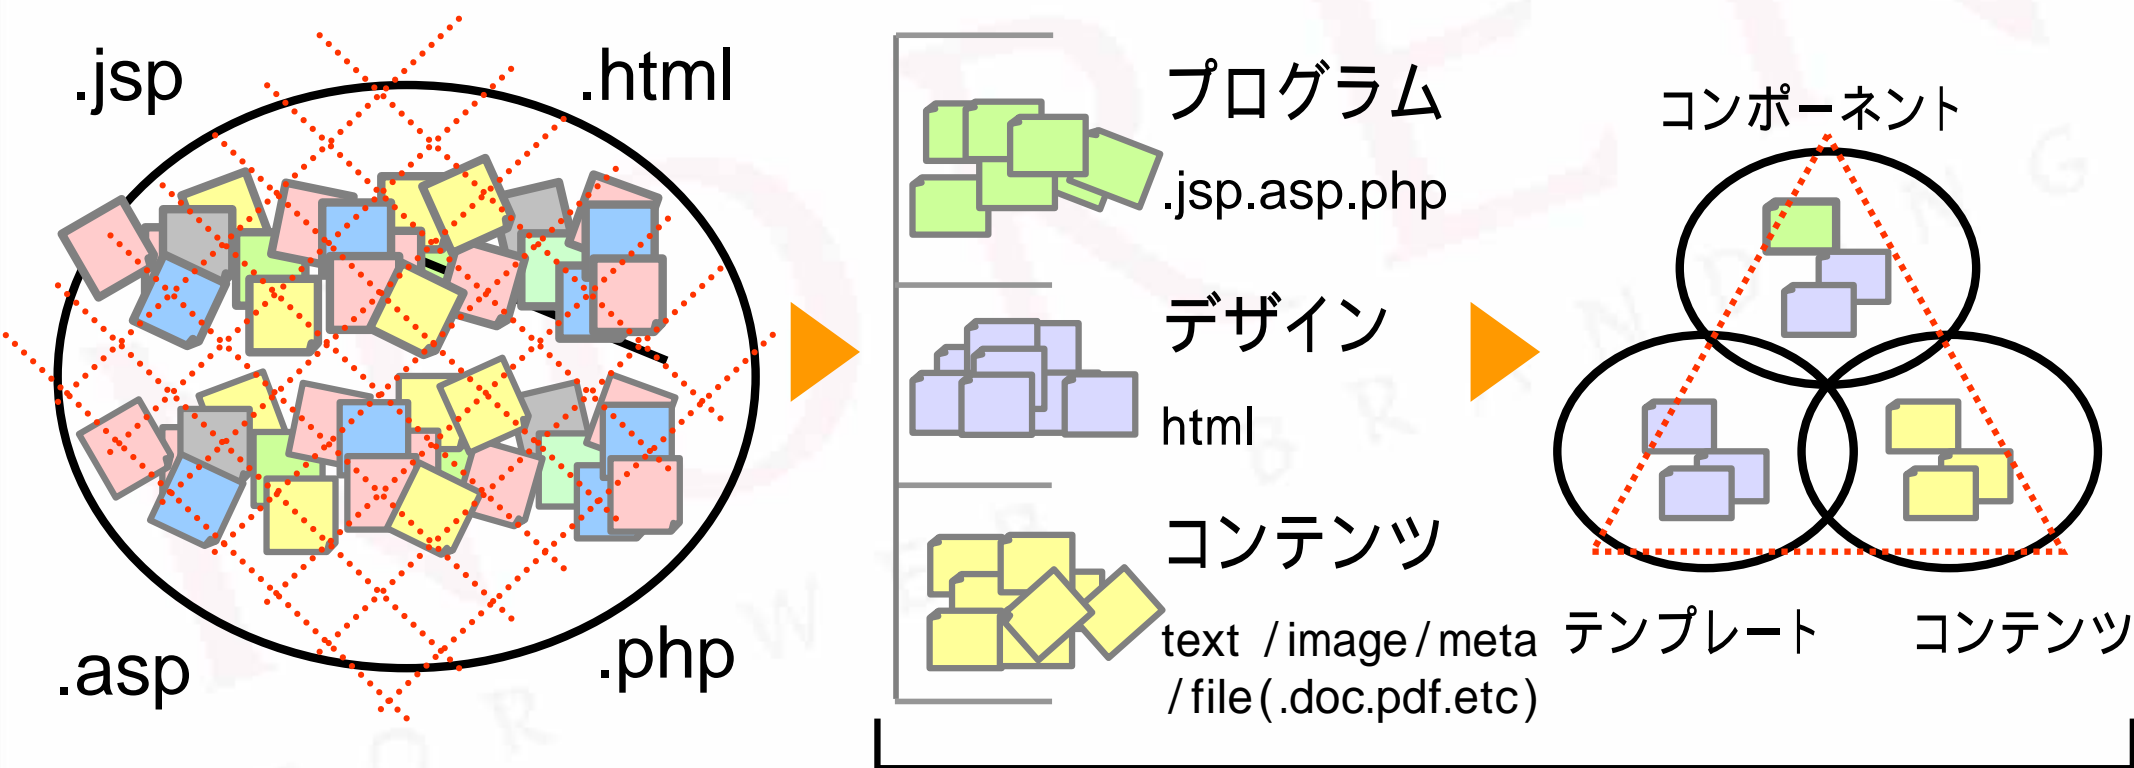 .jsp
.html
.asp
.php
プログラム
.jsp.asp.php
デザイン
html
コンテンツ
text /image/meta
/file(.doc.pdf.etc)
コンポーネント
テンプレート
コンテンツ